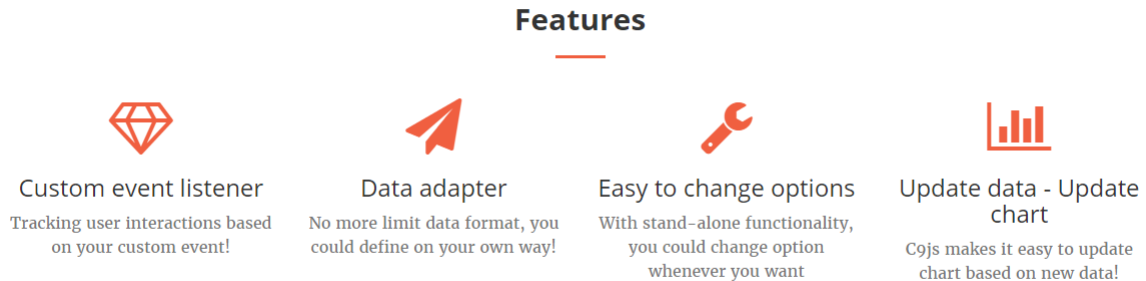 Features
Custom event listener
Tracking user interactions based
on your custom event!
Data adapter
No more limit data format, you
could define on your own way!
Easy to change options
With stand-alone functionality,
you could change option
whenever you want
Update data - Update
chart
C9js makes it easy to update
chart based on new data!